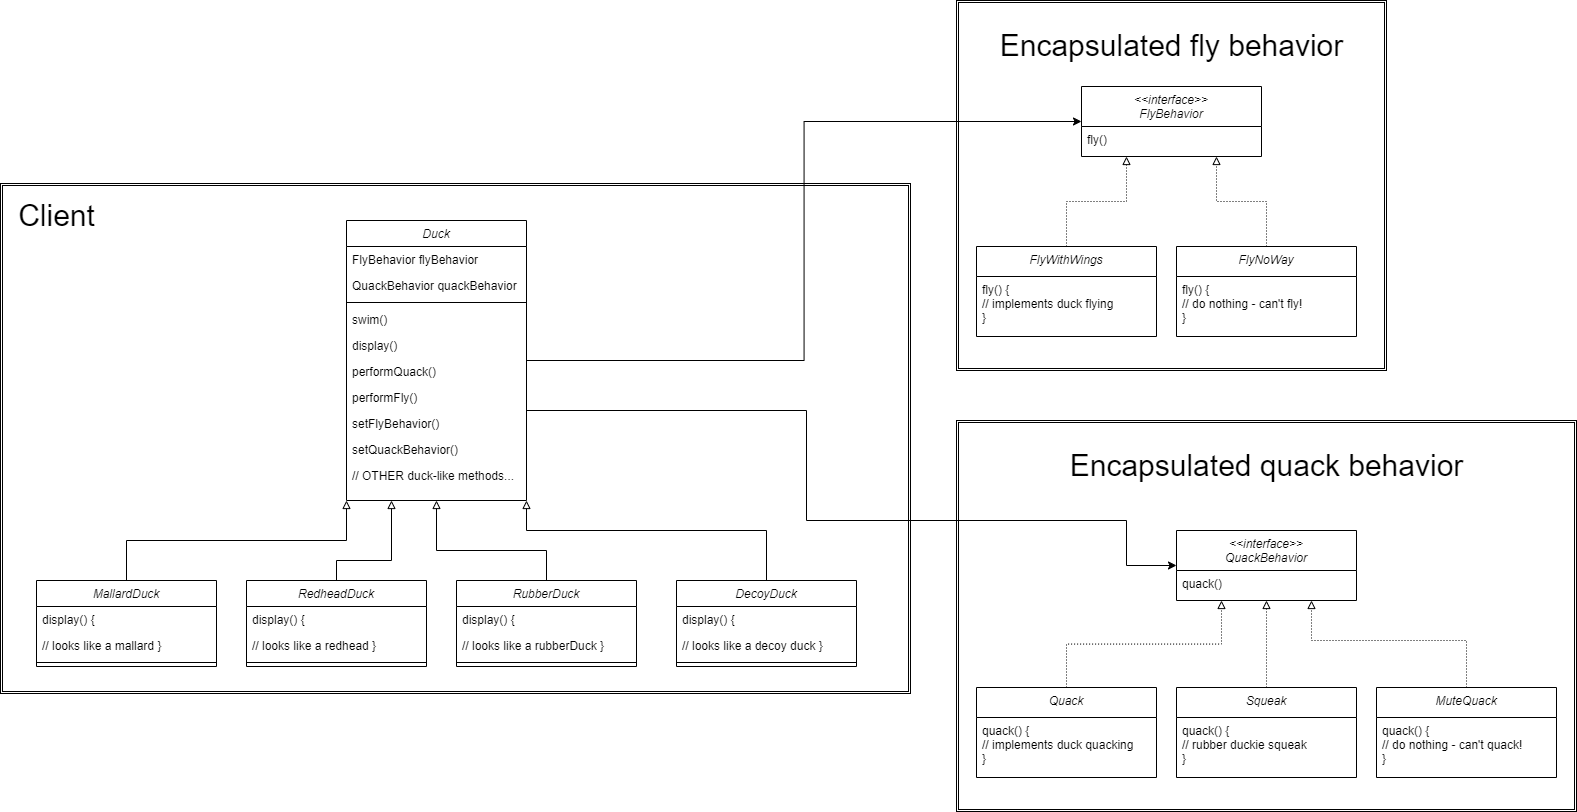 Encapsulated fly behavior
<<interface>>
FlyBehavior
fly()
FlyWithWings
fly() {
// implements duck flying
}
FlyNoWay
fly() {
// do nothing - can't fly!
}
Client
Duck
FlyBehavior flyBehavior
QuackBehavior quackBehavior
swim()
display()
performQuack()
performFly()
setFlyBehavior()
setQuackBehavior()
// OTHER duck-like methods...
MallardDuck
display() {
// looks like a mallard }
RedheadDuck
display() {
// looks like a redhead }
RubberDuck
display() {
// looks like a rubberDuck }
DecoyDuck
display() {
// looks like a decoy duck }
Encapsulated quack behavior
<<interface>>
QuackBehavior
quack()
Quack
quack() {
// implements duck quacking
}
Squeak
quack() {
// rubber duckie squeak
}
MuteQuack
quack() {
// do nothing - can't quack!
}